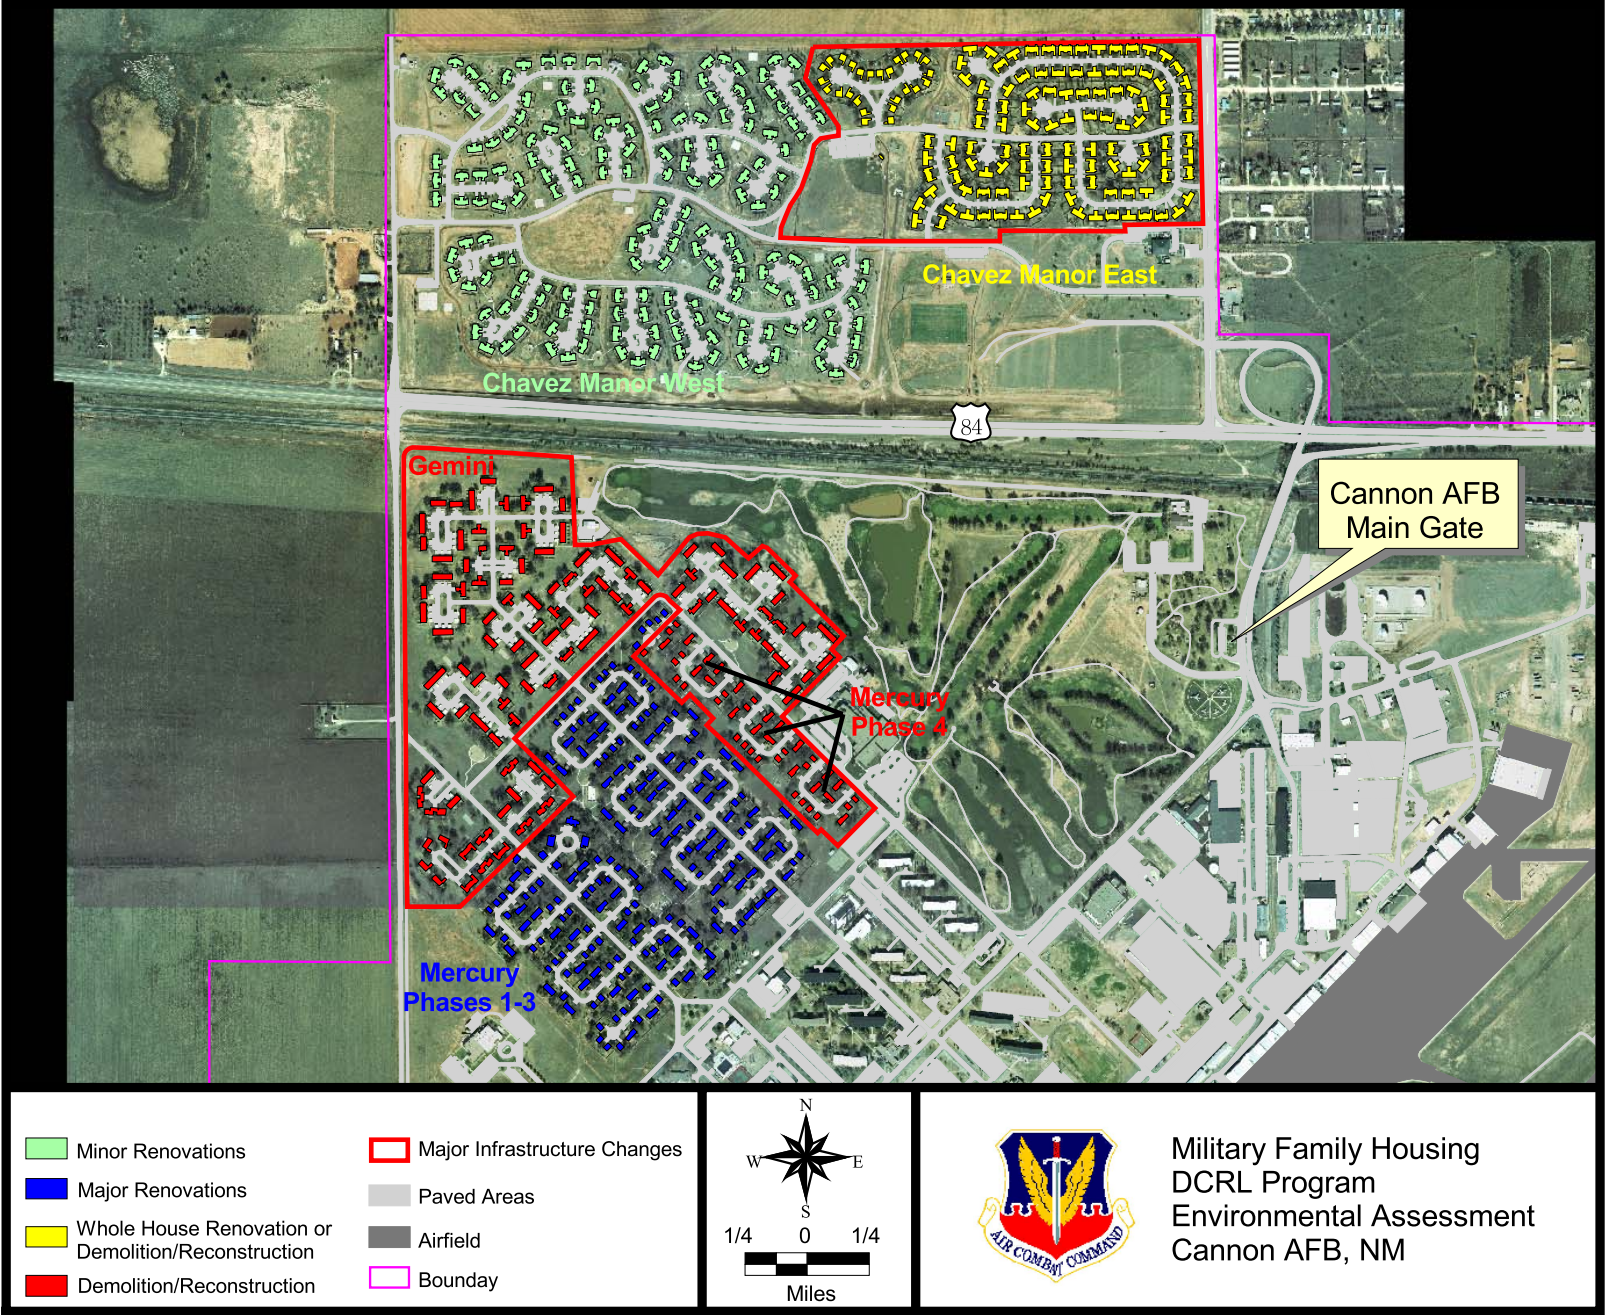 Chavez Manor East
Chavez Manor West
84
Gemini
Cannon AFB
Main Gate
Mercury
Phase 4
Mercury
Phases 1-3
Minor Renovations
Major Renovations
Whole House Renovation or
Demolition/Reconstruction
Demolition/Reconstruction
Major Infrastructure Changes
Paved Areas
Airfield
Bounday
N
W E
S
1/4 0 1/4
Miles
AIR COMBAT COMMAND
Military Family Housing
DCRL Program
Environmental Assessment
Cannon AFB, NM